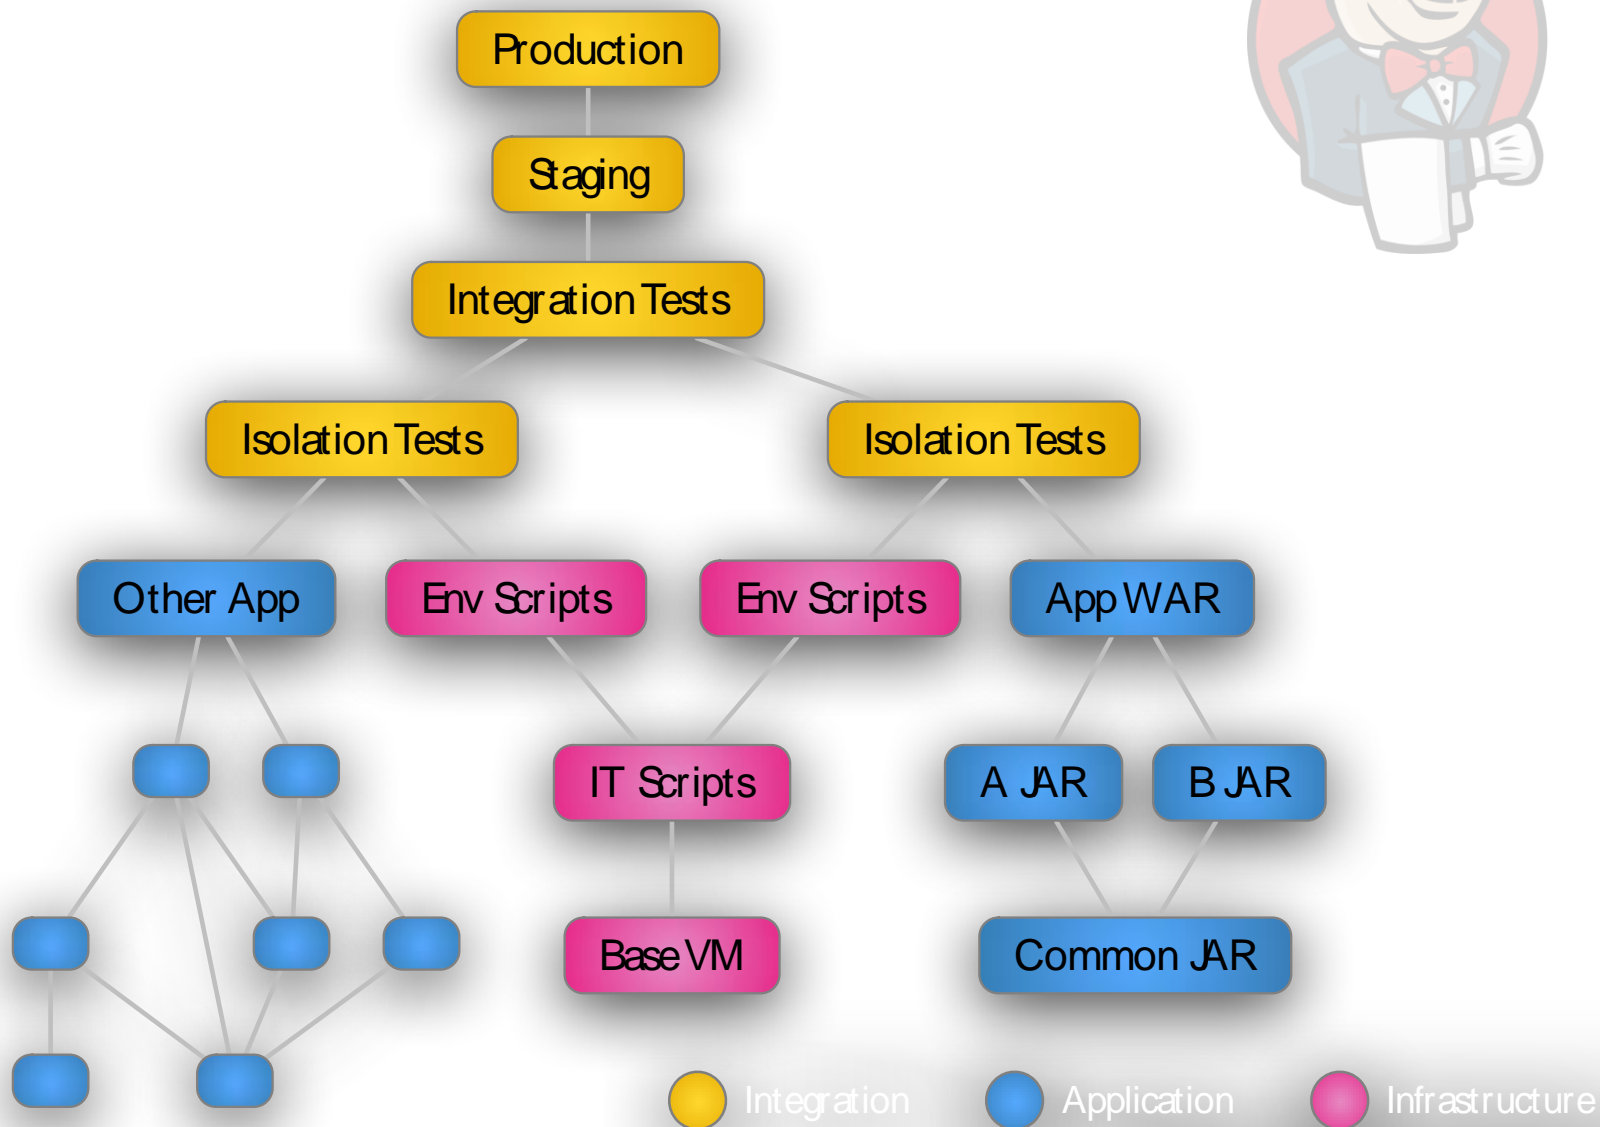 Production
Staging
Integration Tests
Isolation Tests
Isolation Tests
Other App
Env Scripts
Env Scripts
App WAR
IT Scripts
A JAR
B JAR
Base VM
Common JAR
Integration
Application
Infrastructure